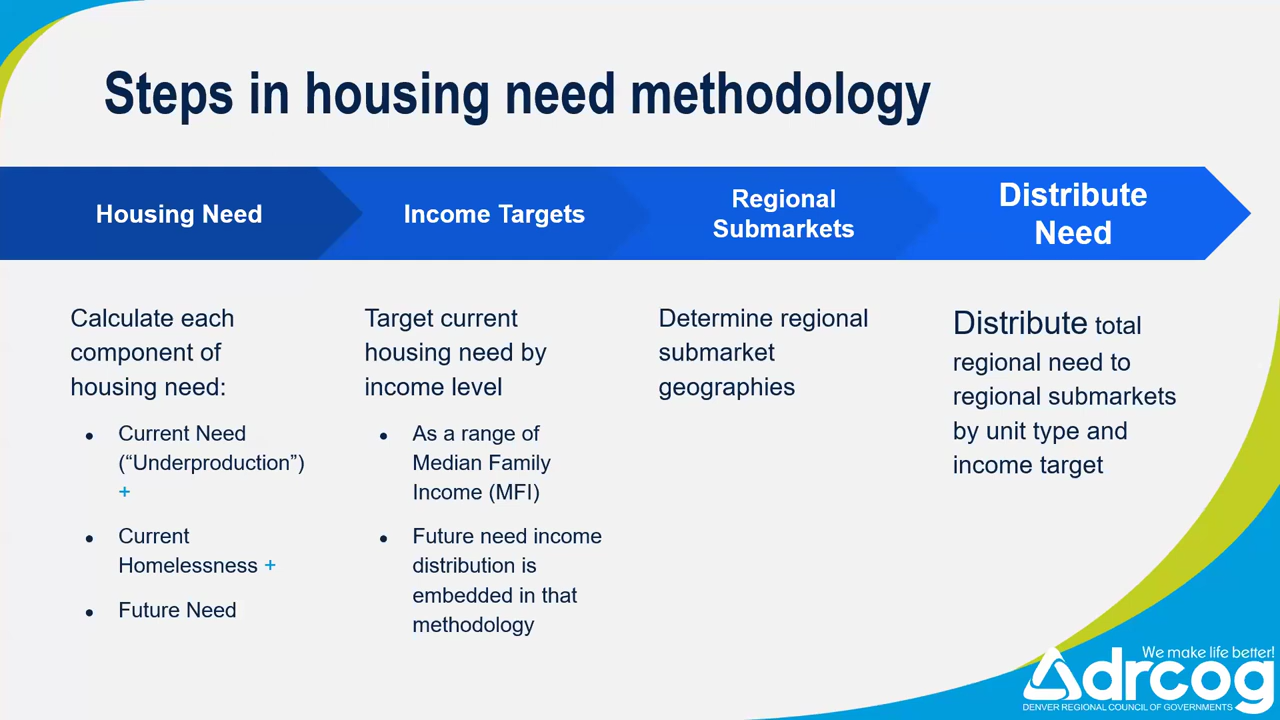 Steps in housing need methodology
Housing Need
Income Targets
Regional
Submarkets
Distribute
Need
Calculate each
component of
housing need:
• Current Need
(“Underproduction”)
+
• Current
Homelessness +
• Future Need
Target current
housing need by
income level
• As a range of
Median Family
Income (MFI)
• Future need income
distribution is
embedded in that
methodology
Determine regional
submarket
geographies
Distribute total
regional need to
regional submarkets
by unit type and
income target
We make life better!
drcog
DENVER REGIONAL COUNCIL OF GOVERNMENTS